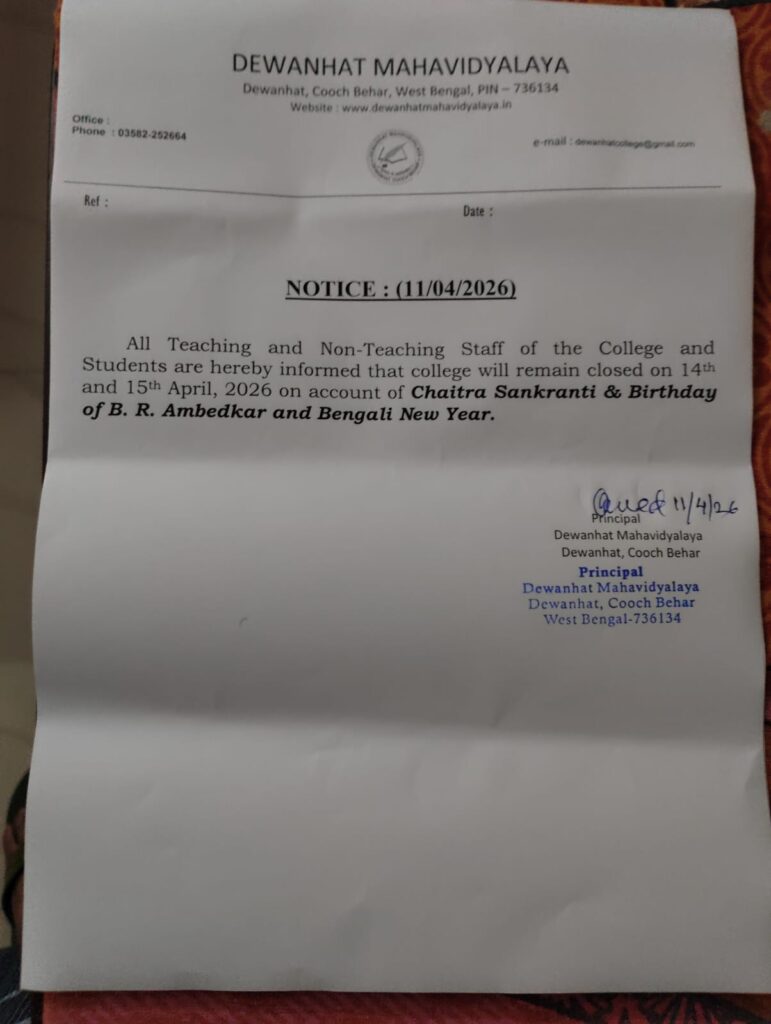 DEWANHAT MAHAVIDYALAYA
Dewanhat, Cooch Behar, West Bengal, PIN – 736134
Website : www.dewanhatmahavidyalaya.in
Office :
Phone : 03582-252664
e-mail : dewanhatcollege@gmail.com
Ref :
Date :
NOTICE : (11/04/2026)
All Teaching and Non-Teaching Staff of the College and
Students are hereby informed that college will remain closed on 14th
and 15th April, 2026 on account of Chaitra Sankranti & Birthday
of B. R. Ambedkar and Bengali New Year.
11/4/26
Principal
Dewanhat Mahavidyalaya
Dewanhat, Cooch Behar
Principal
Dewanhat Mahavidyalaya
Dewanhat, Cooch Behar
West Bengal-736134